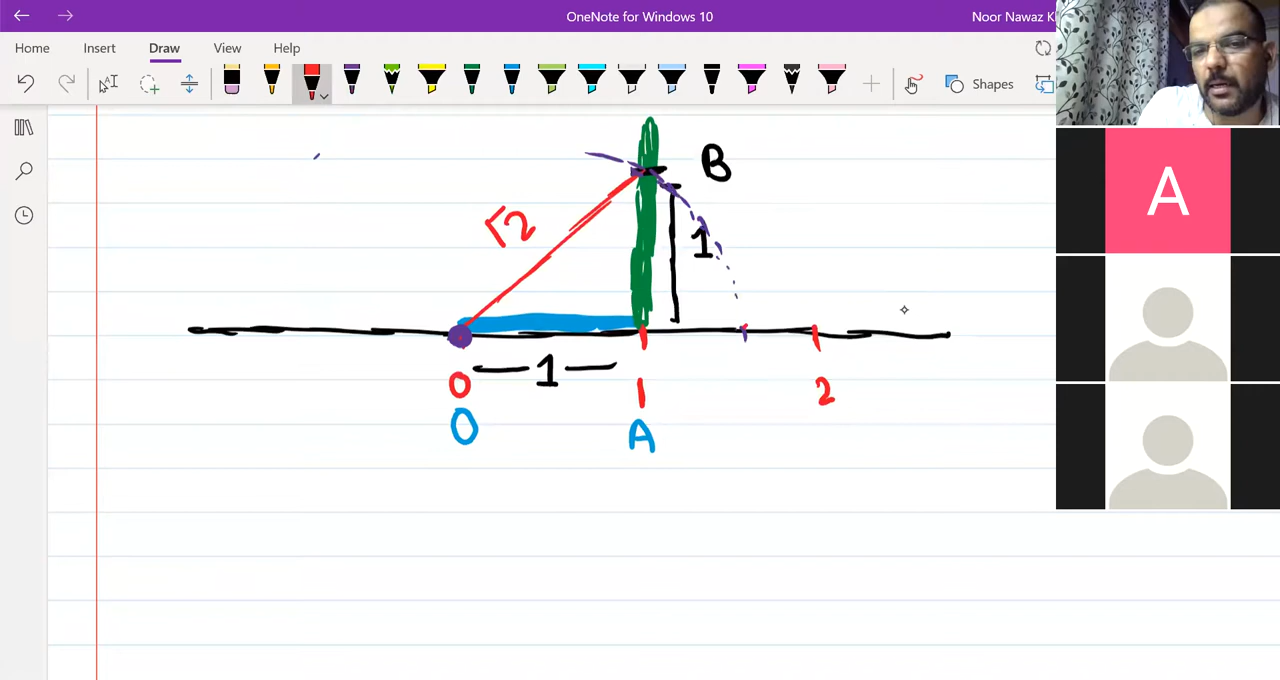 OneNote for Windows 10
Noor Nawaz K
Home Insert Draw View Help
Shapes
B
√2
1
1
0 1 2
O A
A